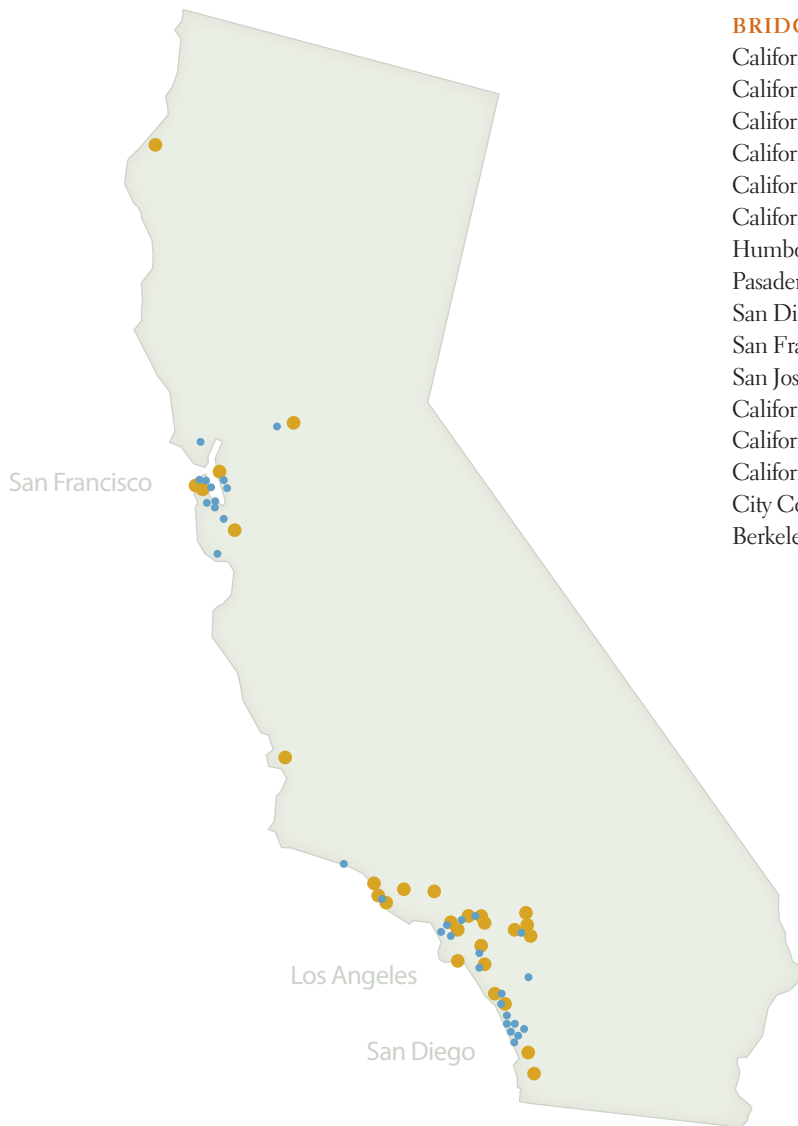 BRIDG
Califor
Califor
Califor
Califor
Califor
Califor
Humbo
Pasader
San Di
San Fra
San Jos
Califor
Califor
Califor
City Co
Berkele
San Francisco
Los Angeles
San Diego